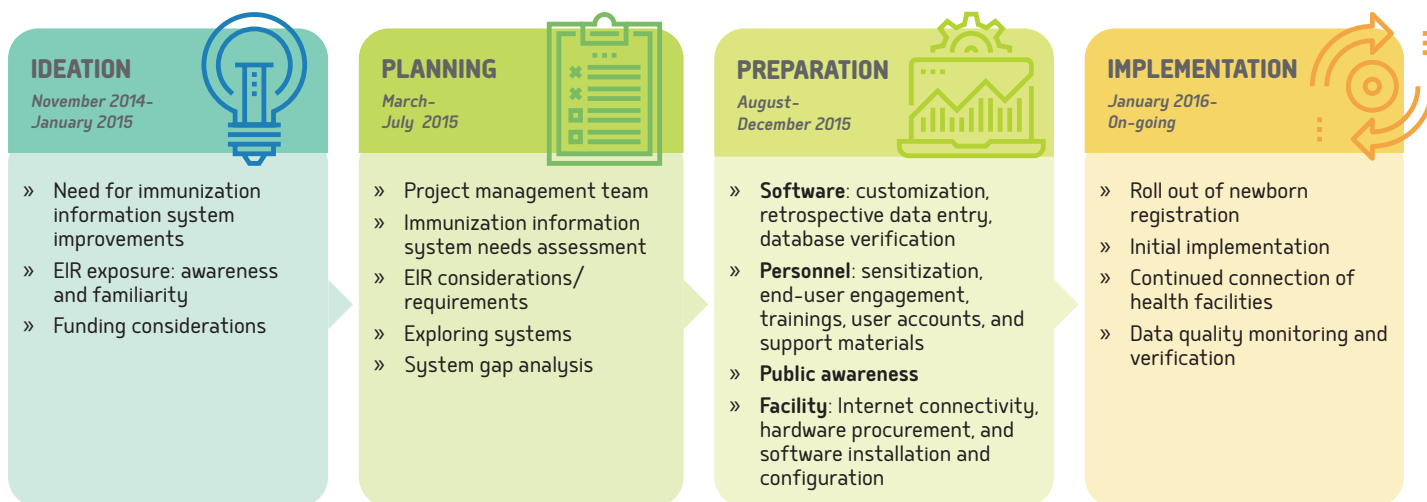 IDEATION
November 2014-
January 2015
» Need for immunization
information system
improvements
» EIR exposure: awareness
and familiarity
» Funding considerations
PLANNING
March-
July 2015
» Project management team
» Immunization information
system needs assessment
» EIR considerations/
requirements
» Exploring systems
» System gap analysis
PREPARATION
August-
December 2015
» Software: customization,
retrospective data entry,
database verification
» Personnel: sensitization,
end-user engagement,
trainings, user accounts, and
support materials
» Public awareness
» Facility: Internet connectivity,
hardware procurement, and
software installation and
configuration
IMPLEMENTATION
January 2016-
On-going
» Roll out of newborn
registration
» Initial implementation
» Continued connection of
health facilities
» Data quality monitoring and
verification